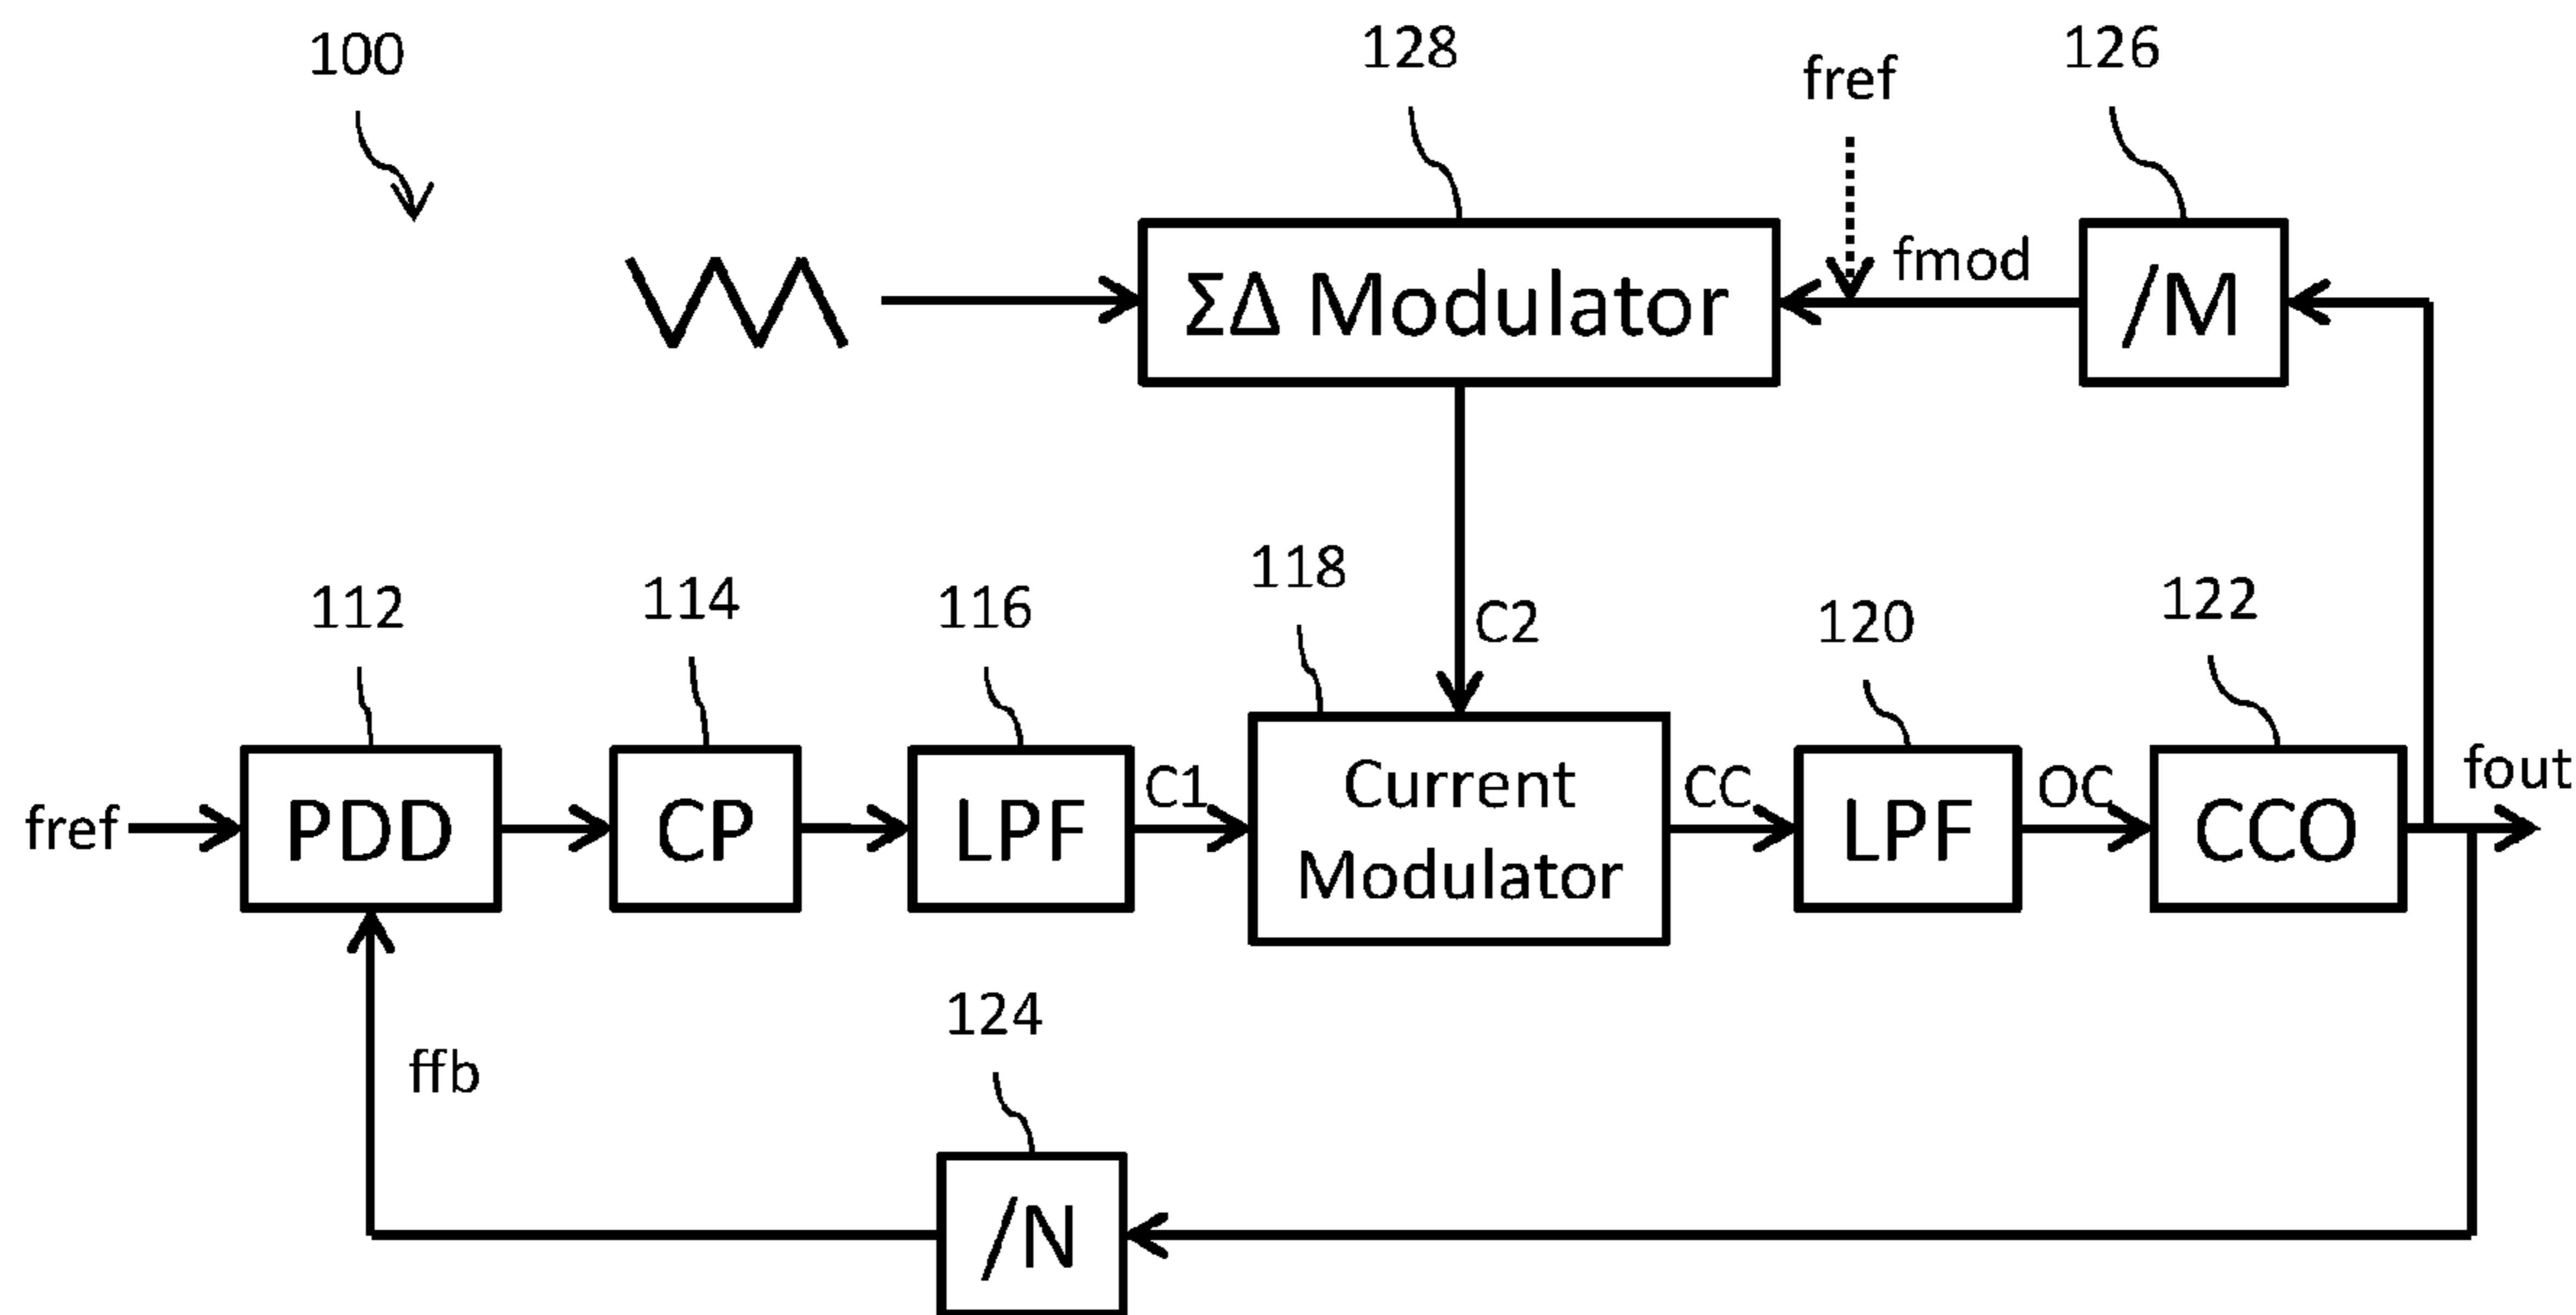 100
128
fref
126
ΣΔ Modulator
fmod
/M
112
114
116
118
C2
120
122
fref
PDD
CP
LPF
C1
Current
Modulator
CC
LPF
OC
CCO
fout
ffb
124
/N